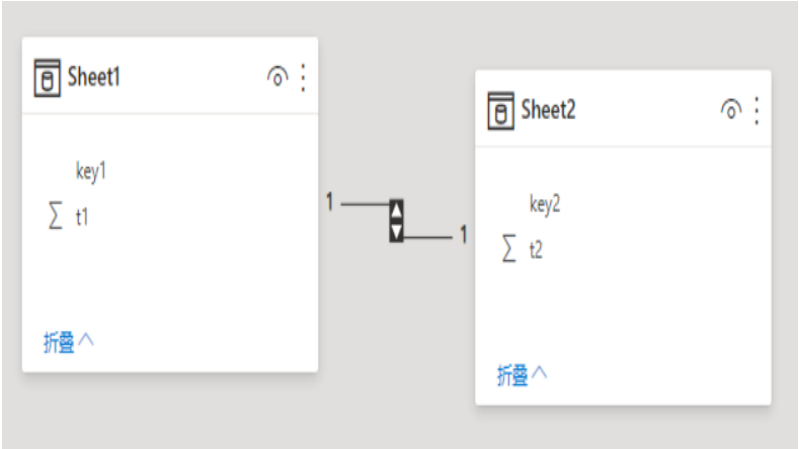 Sheet1
key1
∑ t1
折叠
1
1
Sheet2
key2
∑ t2
折叠